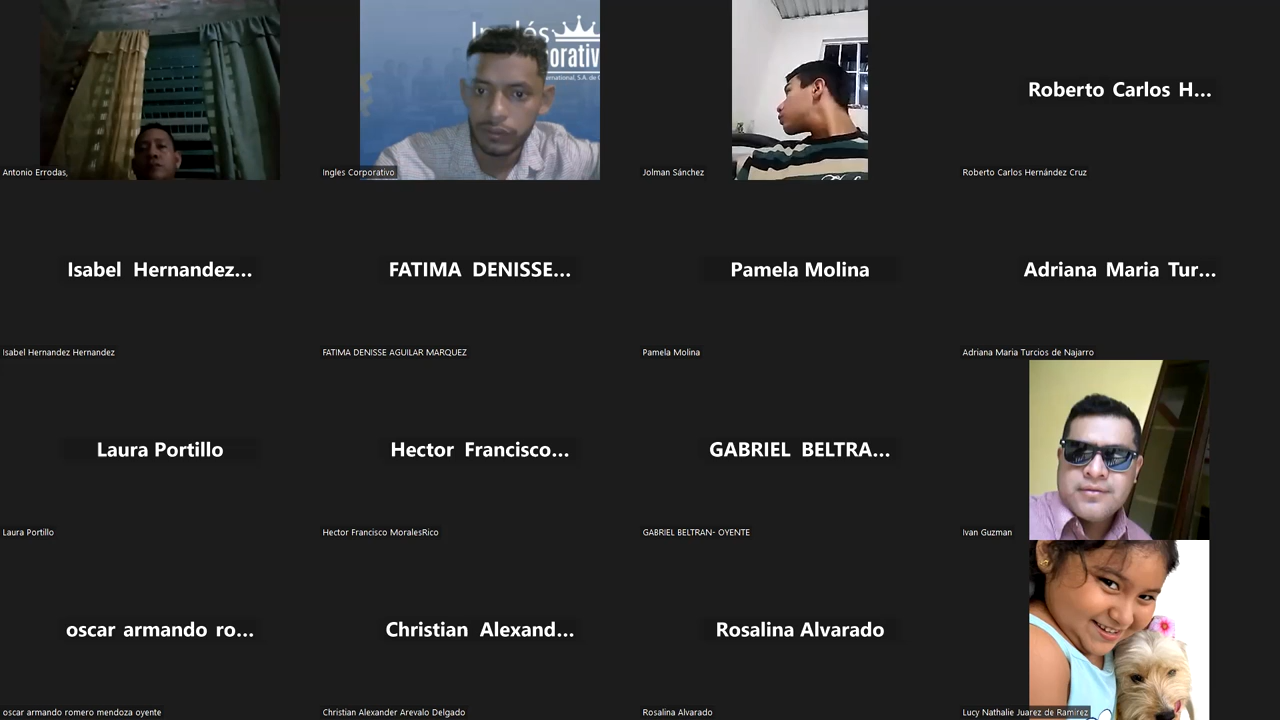 Inglés
orativ
Antonio Errodas,
Ingles Corporativo
Jolman Sánchez
Roberto Carlos H...
Roberto Carlos Hernández Cruz
Isabel Hernandez...
FATIMA DENISSE...
Pamela Molina
Adriana Maria Tur...
Isabel Hernandez Hernandez
FATIMA DENISSE AGUILAR MARQUEZ
Pamela Molina
Adriana Maria Turcios de Najarro
Laura Portillo
Hector Francisco...
GABRIEL BELTRA...
Laura Portillo
Hector Francisco MoralesRico
GABRIEL BELTRAN- OYENTE
Ivan Guzman
oscar armando ro...
Christian Alexand...
Rosalina Alvarado
oscar armando romero mendoza oyente
Christian Alexander Arevalo Delgado
Rosalina Alvarado
Lucy Nathalie Juarez de Ramirez